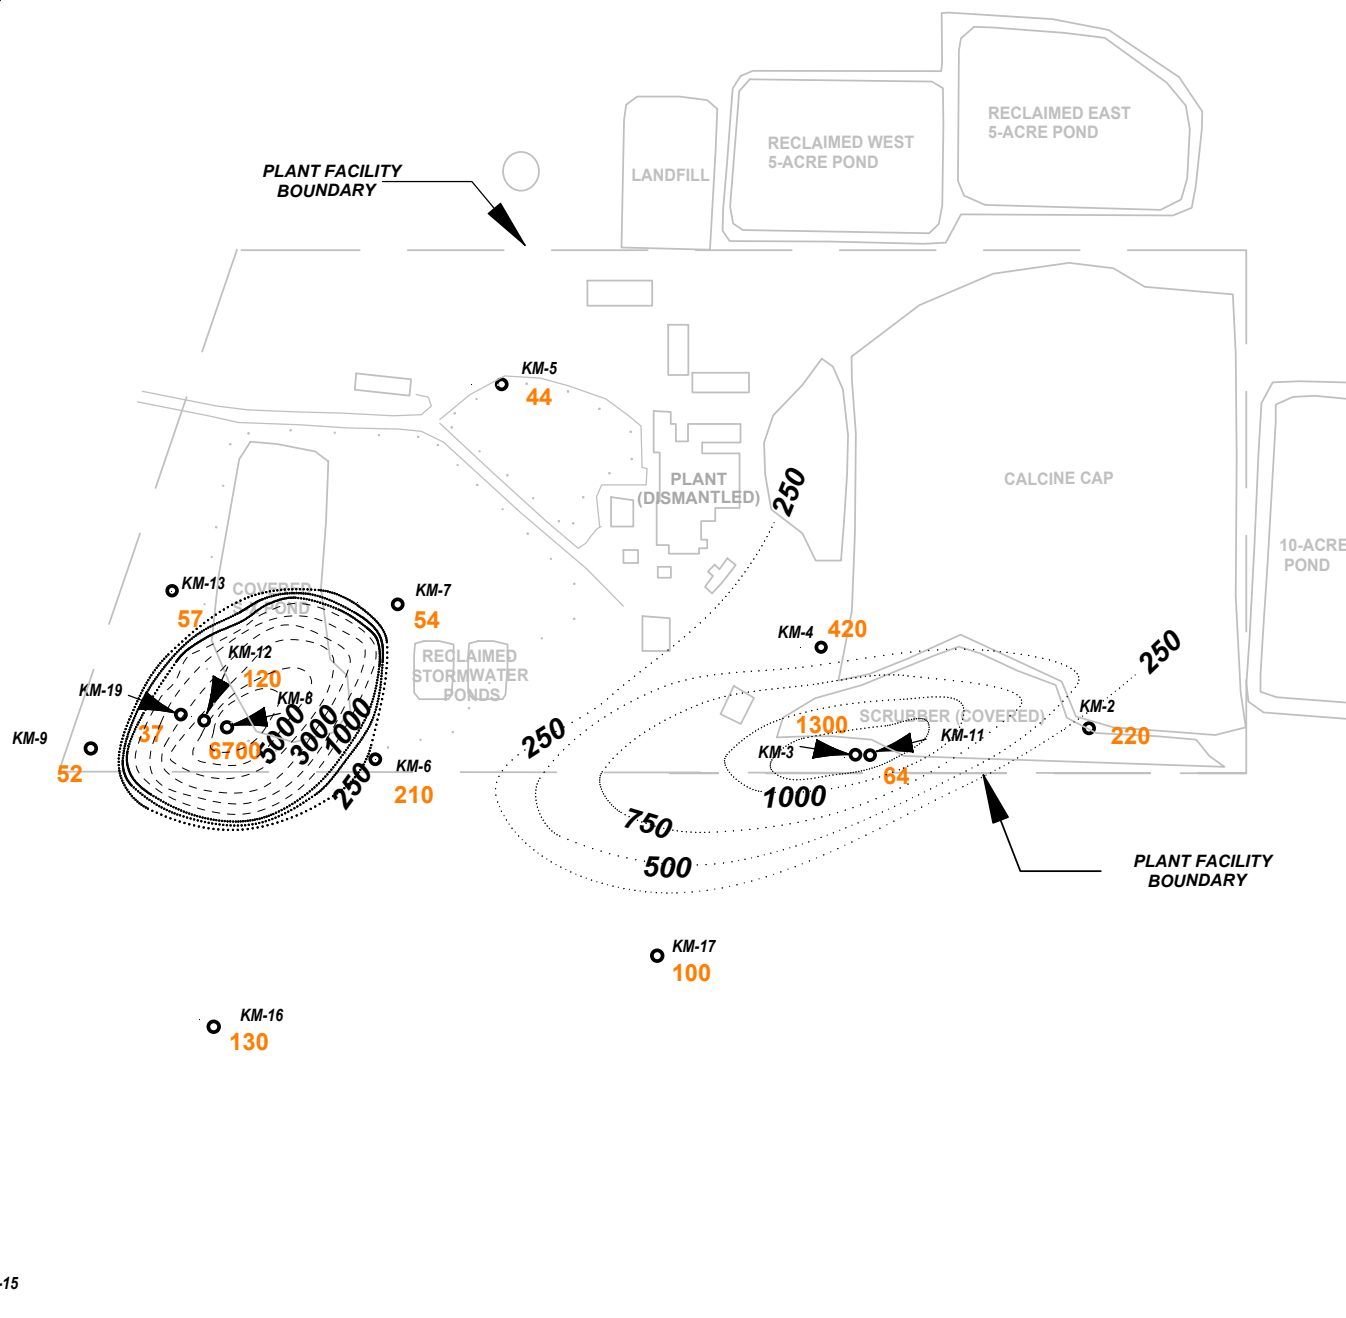 RECLAIMED EAST
5-ACRE POND
RECLAIMED WEST
5-ACRE POND
LANDFILL
PLANT FACILITY
BOUNDARY
KM-5
44
PLANT
(DISMANTLED)
250
CALCINE CAP
10-ACRE
POND
KM-13
57
COVERED
POND
KM-7
54
KM-4
420
KM-12
120
RECLAIMED
STORMWATER
PONDS
250
KM-19
37
KM-8
6700
5000
3000
1000
KM-9
52
250
KM-6
210
250
1300
SCRUBBER (COVERED)
KM-3
KM-11
64
KM-2
220
1000
750
500
PLANT FACILITY
BOUNDARY
KM-17
100
KM-16
130
-15